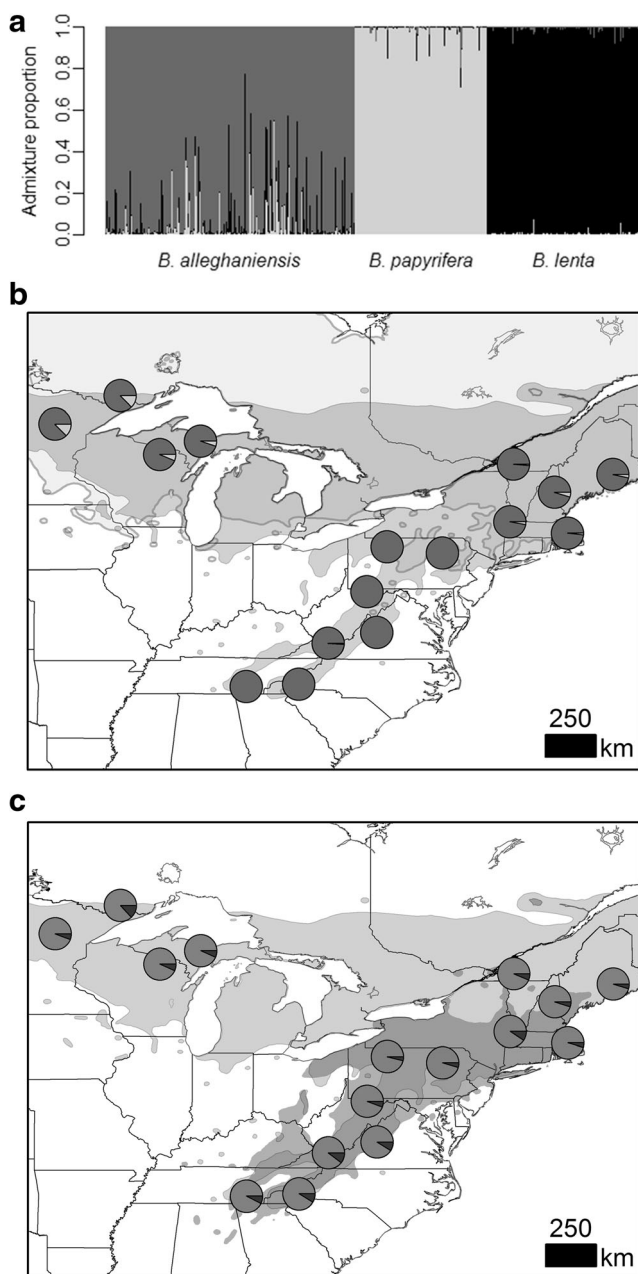 a
Admixture proportion
1.0
0.8
0.6
0.4
0.2
0.0
B. alleghaniensis B. papyrifera B. lenta
b
250
km
c
250
km